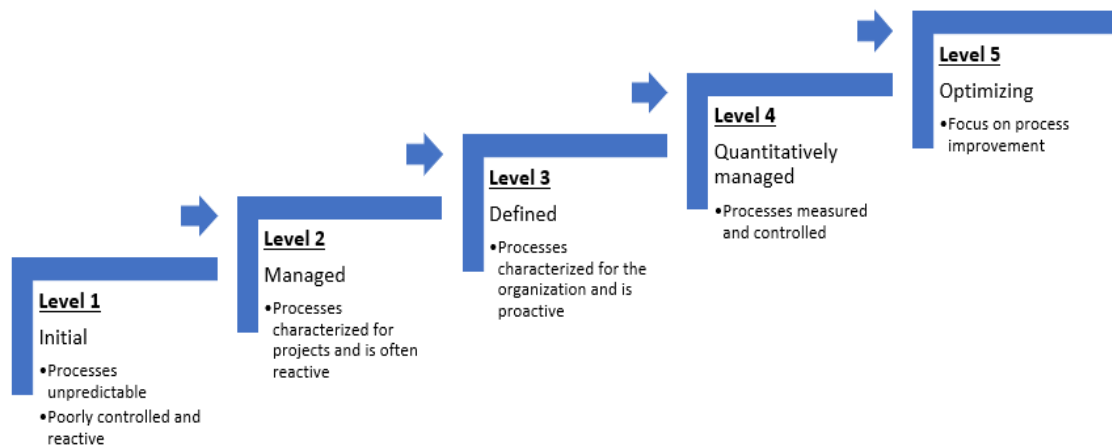 Level 1
Initial
•Processes
unpredictable
•Poorly controlled and
reactive
Level 2
Managed
•Processes
characterized for
projects and is often
reactive
Level 3
Defined
•Processes
characterized for the
organization and is
proactive
Level 4
Quantitatively
managed
•Processes measured
and controlled
Level 5
Optimizing
•Focus on process
improvement